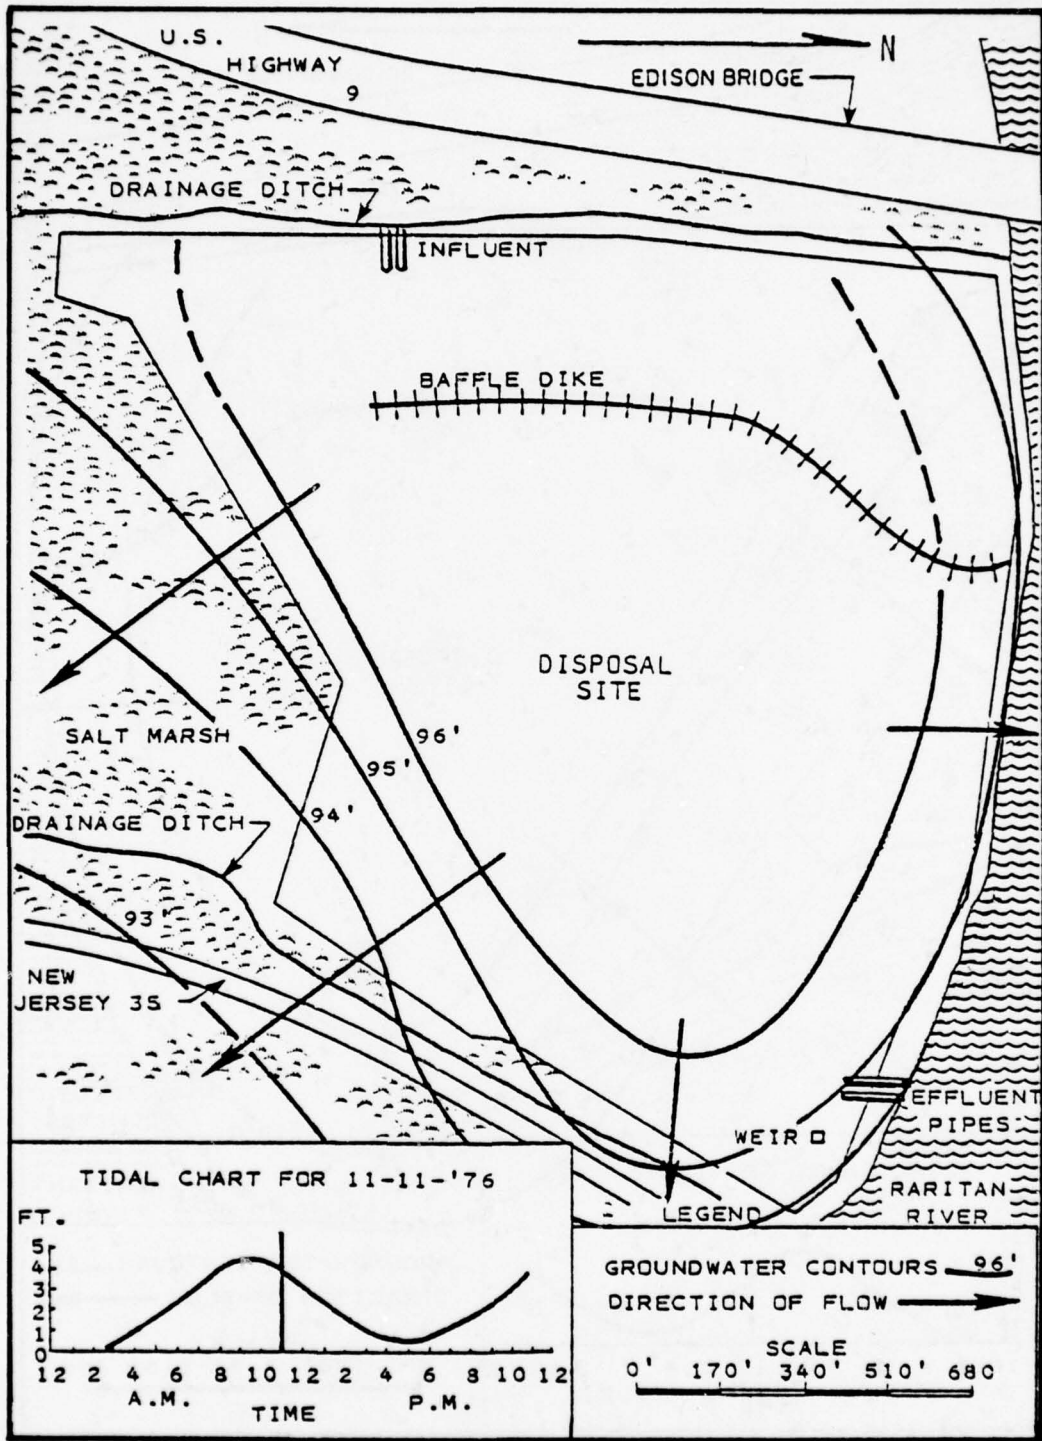 U.S.
HIGHWAY
9
N
EDISON BRIDGE
DRAINAGE DITCH
INFLUENT
BAFFLE DIKE
DISPOSAL
SITE
SALT MARSH
96'
95'
94'
DRAINAGE DITCH
93'
NEW
JERSEY 35
EFFLUENT
PIPES
WEIR
RARITAN
RIVER
TIDAL CHART FOR 11-11-'76
FT.
5
4
3
2
1
0
12 2 4 6 8 10 12 2 4 6 8 10 12
A.M. P.M.
TIME
LEGEND
GROUNDWATER CONTOURS 96'
DIRECTION OF FLOW
SCALE
0' 170' 340' 510' 680